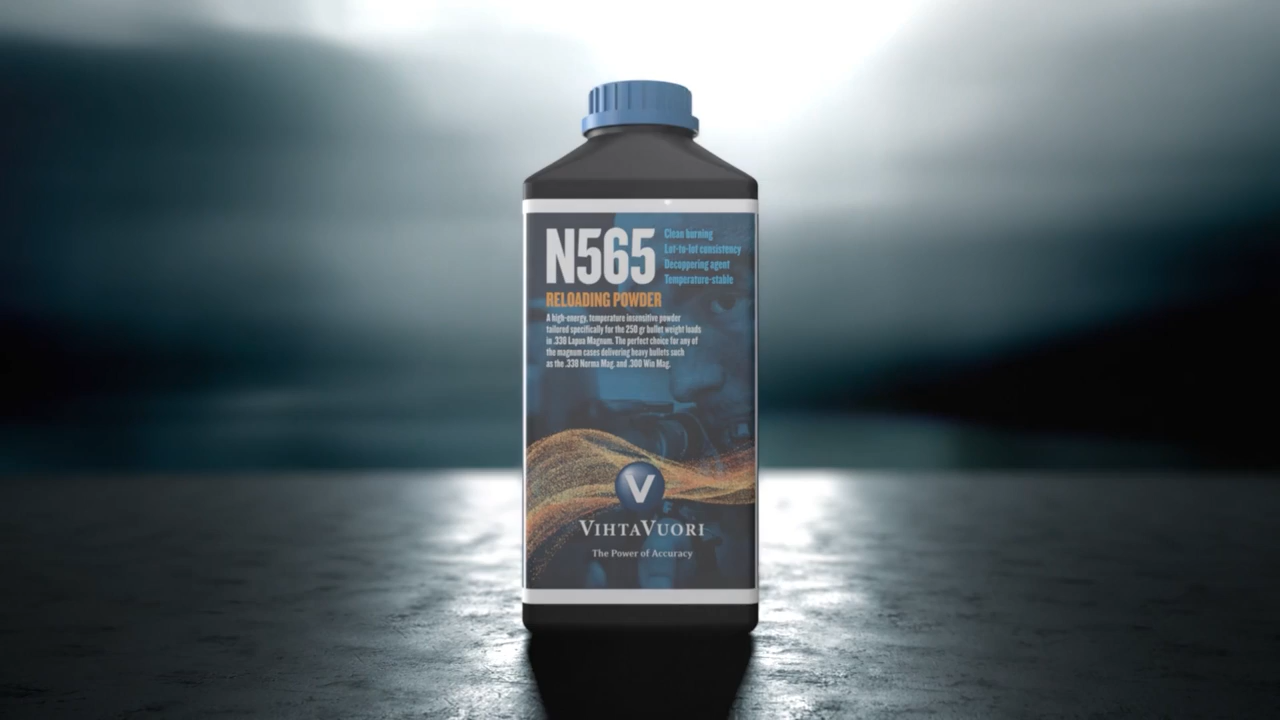 N565
Clean burning
Lot-to-lot consistency
Decoppering agent
Temperature-stable
RELOADING POWDER
A high-energy, temperature insensitive powder
tailored specifically for the 250 gr bullet weight loads
in .338 Lapua Magnum. The perfect choice for any of
the magnum cases delivering heavy bullets such
as the .338 Norma Mag. and .300 Win Mag.
V
VIHTAVUORI
The Power of Accuracy